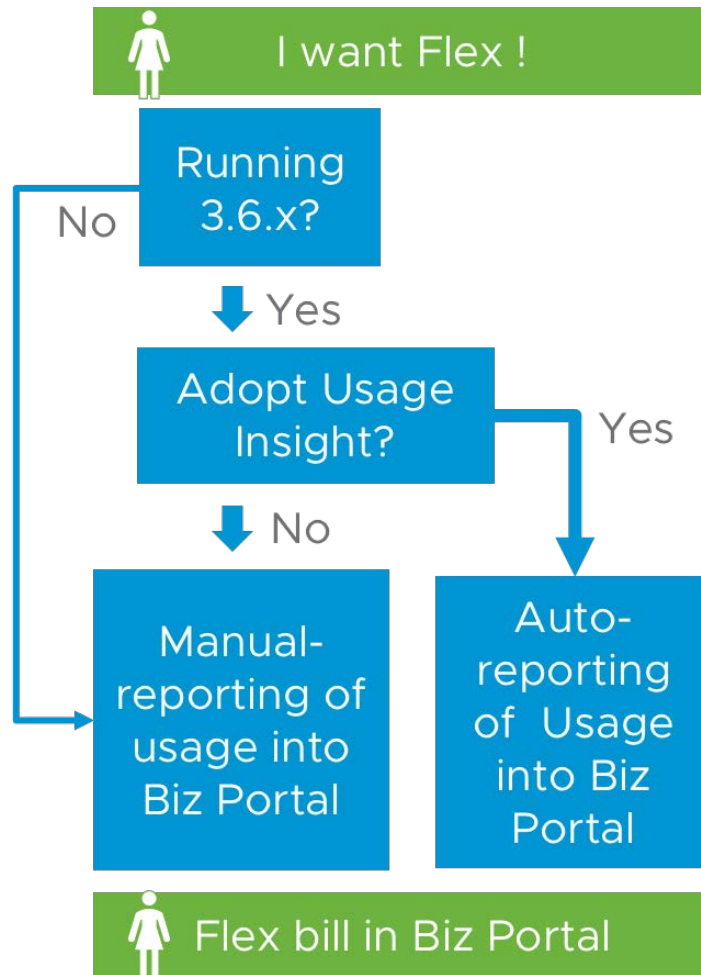 I want Flex !
Running
3.6.x?
No
Yes
Adopt Usage
Insight?
Yes
No
Manual-
reporting of
usage into
Biz Portal
Auto-
reporting
of Usage
into Biz
Portal
Flex bill in Biz Portal